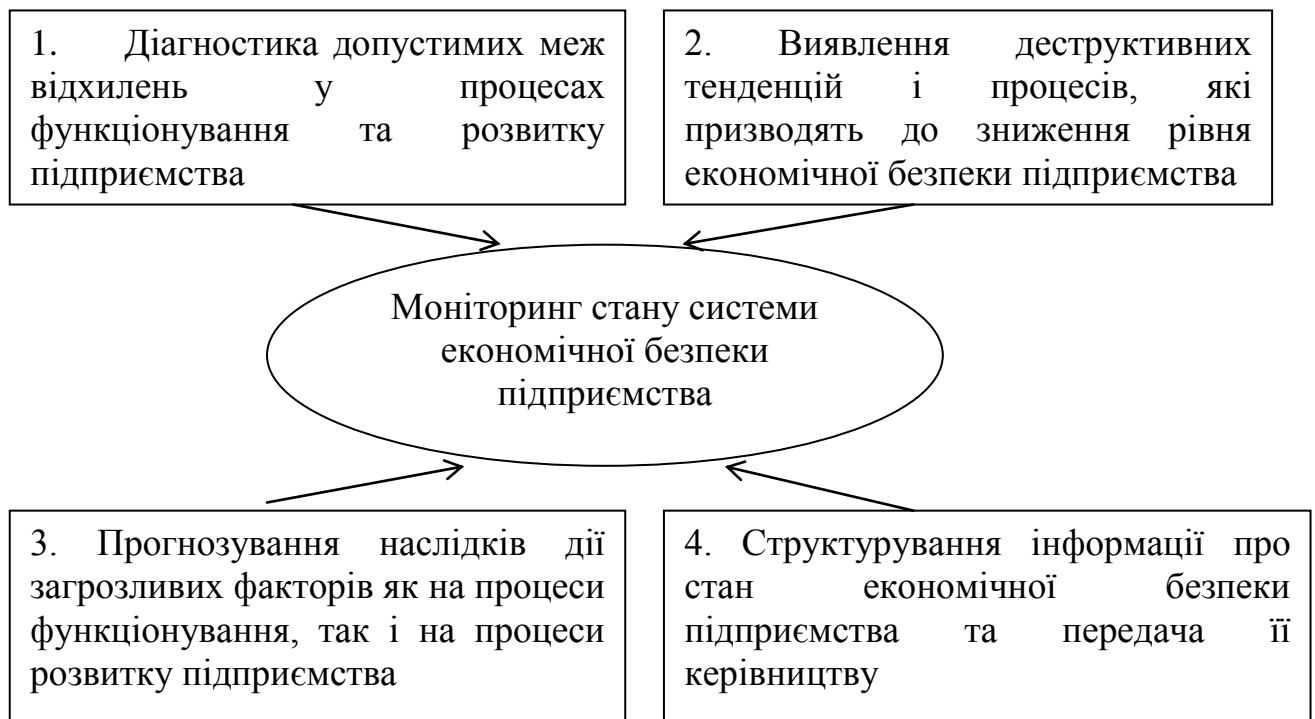 1. Діагностика допустимих меж
відхилень у процесах
функціонування та розвитку
підприємства
2. Виявлення деструктивних
тенденцій і процесів, які
призводять до зниження рівня
економічної безпеки підприємства
Моніторинг стану системи
економічної безпеки
підприємства
3. Прогнозування наслідків дії
загрозливих факторів як на процеси
функціонування, так і на процеси
розвитку підприємства
4. Структурування інформації про
стан економічної безпеки
підприємства та передача її
керівництву